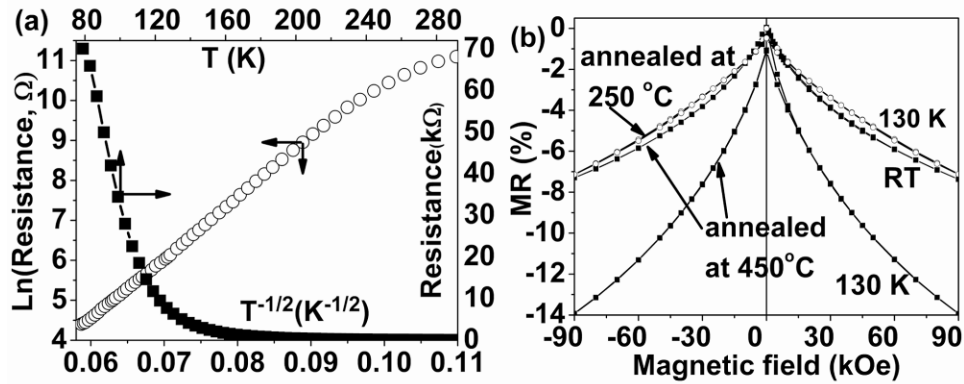 (a)
80 120 160 200 240 280
T (K)
11
10
9
8
7
6
5
4
Ln(Resistance, Ω)
70
60
50
40
30
20
10
0
Resistance(kΩ)
T-1/2(K-1/2)
0.06 0.07 0.08 0.09 0.10 0.11
(b)
0
-2
-4
-6
-8
-10
-12
-14
MR (%)
annealed at
250 °C
130 K
RT
annealed
at 450°C
130 K
-90 -60 -30 0 30 60 90
Magnetic field (kOe)